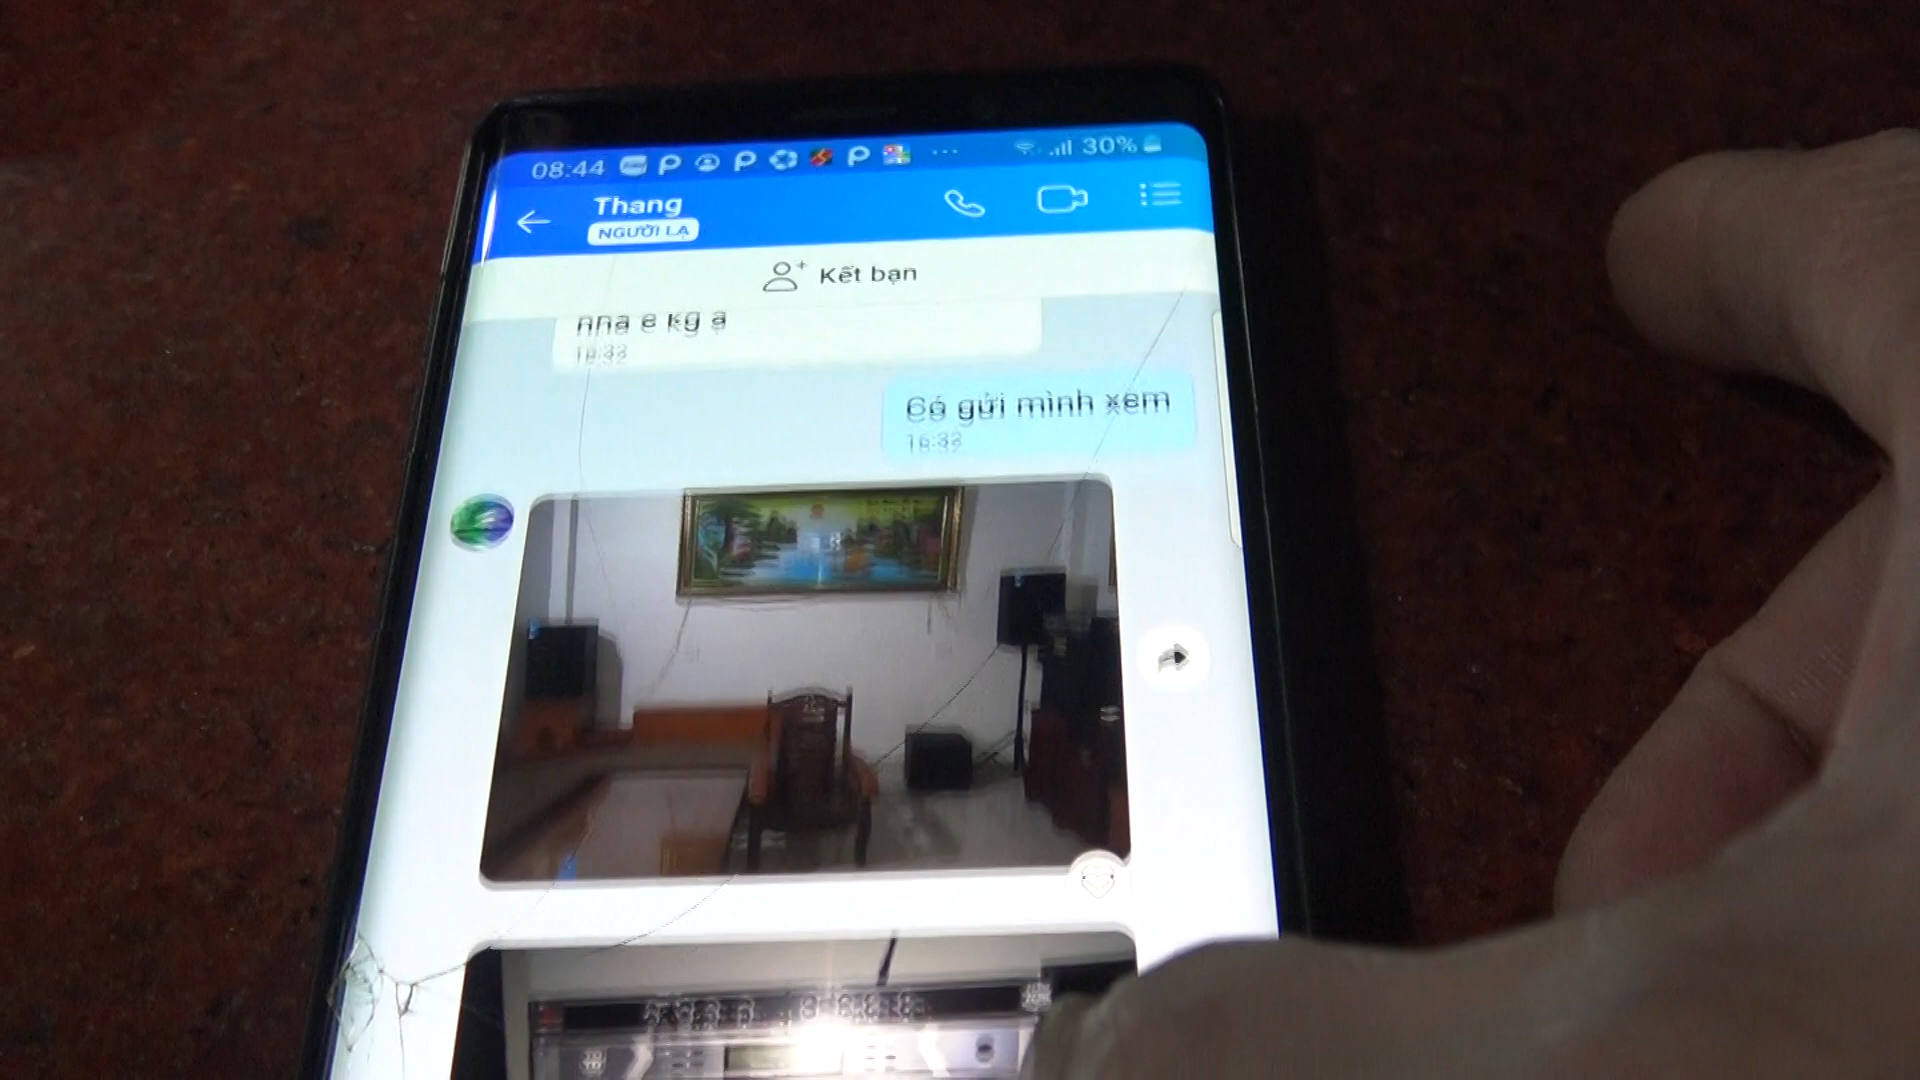 08:44
30%
Thang
NGƯỜI LẠ
Kết bạn
nha e kg ạ
16:32
Có gửi mình xem
16:32